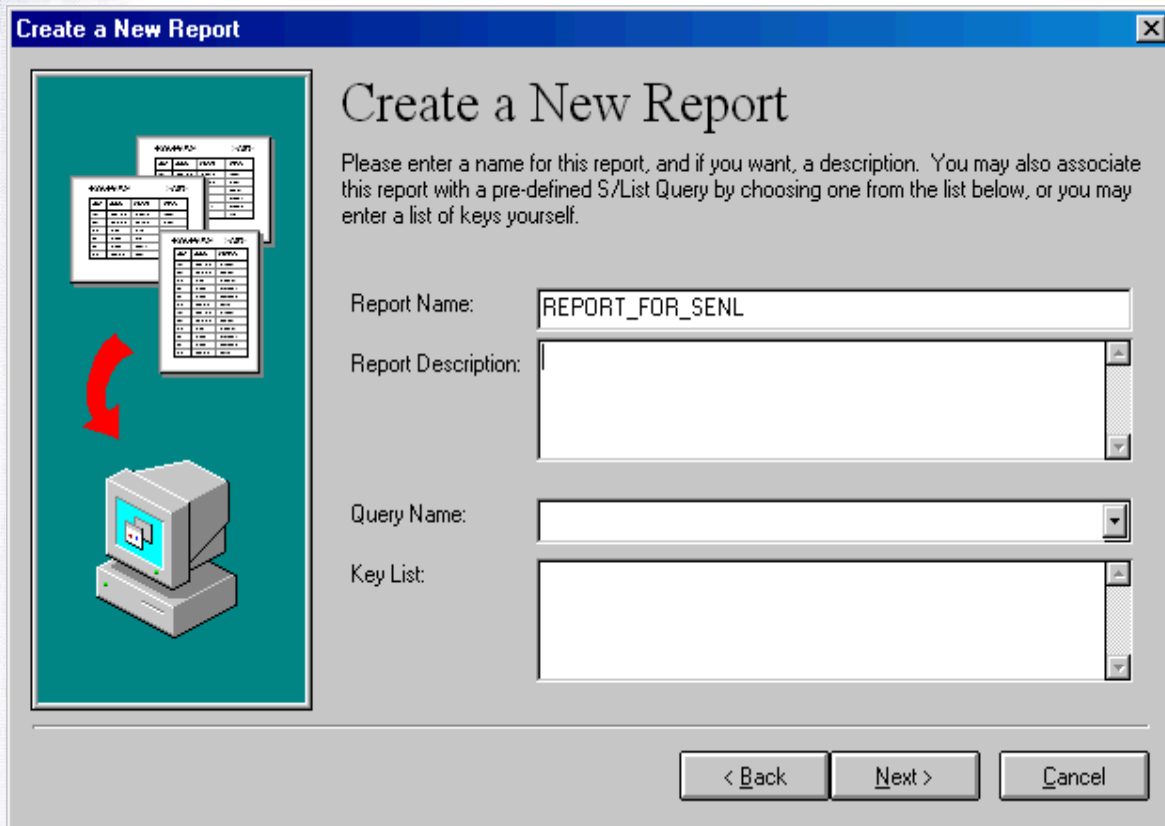 Create a New Report
Create a New Report
Please enter a name for this report, and if you want, a description. You may also associate
this report with a pre-defined S/List Query by choosing one from the list below, or you may
enter a list of keys yourself.
Report Name:
REPORT_FOR_SENL
Report Description:
Query Name:
Key List:
< Back
Next >
Cancel